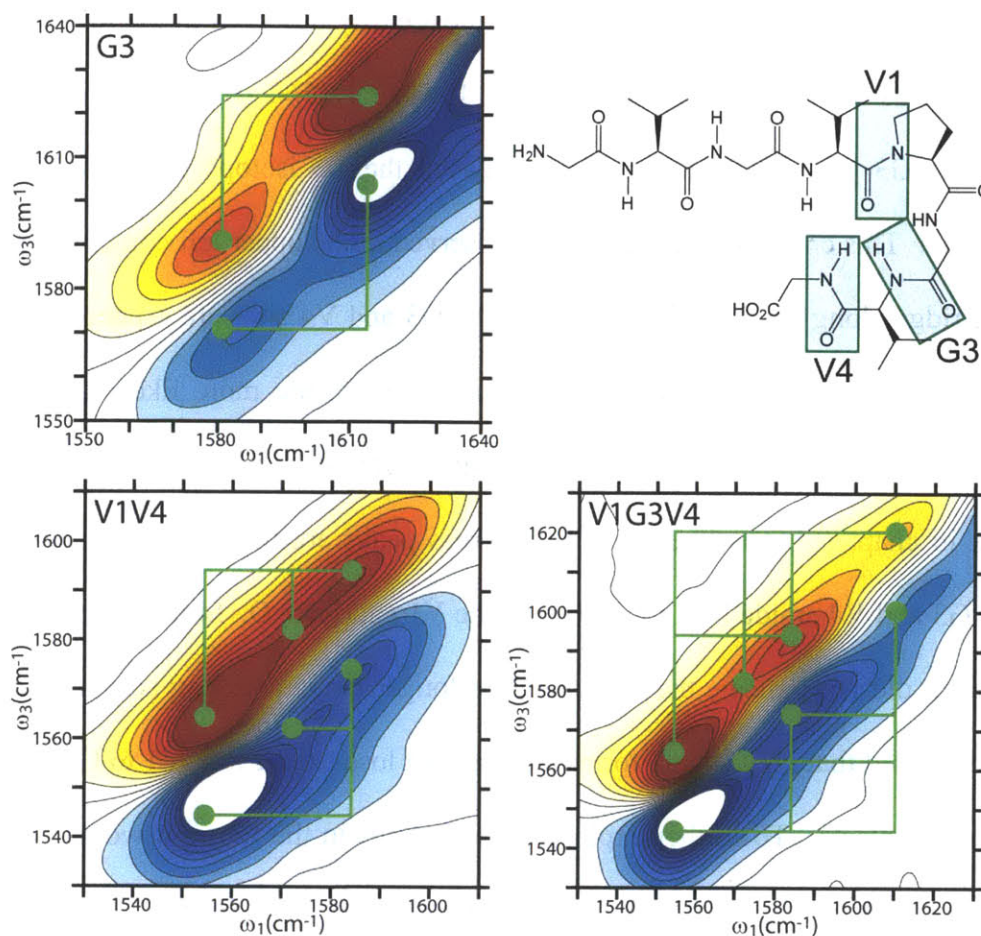 G3
1640
1610
1580
1550
ω3(cm-1)
1550 1580 1610 1640
ω1(cm-1)
V1
O
H
N
O
O
H2N
N
H
O
N
H
O
N
O
HN
H
N
O
HO2C
H
N
O
V4
G3
V1V4
1600
1580
1560
1540
ω3(cm-1)
1540 1560 1580 1600
ω1(cm-1)
V1G3V4
1620
1600
1580
1560
1540
ω3(cm-1)
1540 1560 1580 1600 1620
ω1(cm-1)